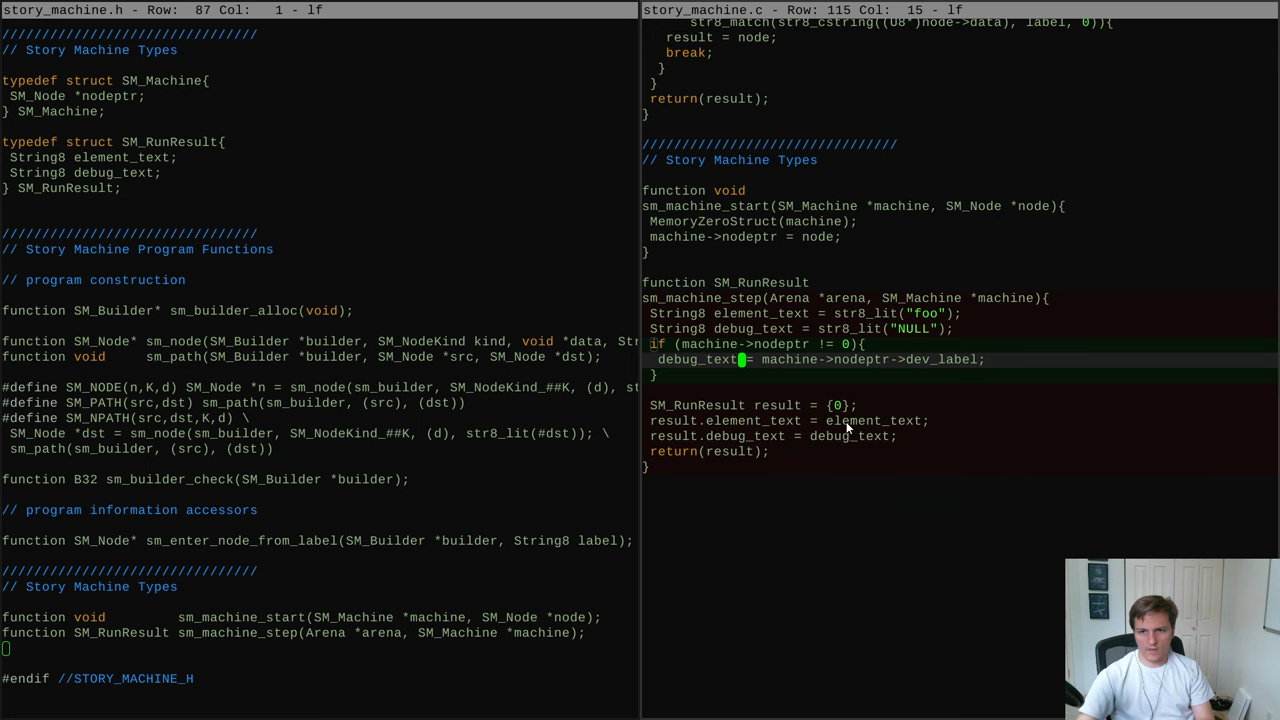 story_machine.h - Row:  87 Col:   1 - lf
/////////////////////////////////
// Story Machine Types
typedef struct SM_Machine{
SM_Node *nodeptr;
} SM_Machine;
typedef struct SM_RunResult{
String8 element_text;
String8 debug_text;
} SM_RunResult;
/////////////////////////////////
// Story Machine Program Functions
// program construction
function SM_Builder* sm_builder_alloc(void);
function SM_Node* sm_node(SM_Builder *builder, SM_NodeKind kind, void *data, Str
function void     sm_path(SM_Builder *builder, SM_Node *src, SM_Node *dst);
#define SM_NODE(n,K,d) SM_Node *n = sm_node(sm_builder, SM_NodeKind_##K, (d), st
#define SM_PATH(src,dst) sm_path(sm_builder, (src), (dst))
#define SM_NPATH(src,dst,K,d) \
SM_Node *dst = sm_node(sm_builder, SM_NodeKind_##K, (d), str8_lit(#dst)); \
sm_path(sm_builder, (src), (dst))
function B32 sm_builder_check(SM_Builder *builder);
// program information accessors
function SM_Node* sm_enter_node_from_label(SM_Builder *builder, String8 label);
/////////////////////////////////
// Story Machine Types
function void         sm_machine_start(SM_Machine *machine, SM_Node *node);
function SM_RunResult sm_machine_step(Arena *arena, SM_Machine *machine);
#endif //STORY_MACHINE_H
story_machine.c - Row: 115 Col:  15 - lf
str8_match(str8_cstring((U8*)node->data), label, 0)){
result = node;
break;
}
}
return(result);
}
/////////////////////////////////
// Story Machine Types
function void
sm_machine_start(SM_Machine *machine, SM_Node *node){
MemoryZeroStruct(machine);
machine->nodeptr = node;
}
function SM_RunResult
sm_machine_step(Arena *arena, SM_Machine *machine){
String8 element_text = str8_lit("foo");
String8 debug_text = str8_lit("NULL");
if (machine->nodeptr != 0){
debug_text = machine->nodeptr->dev_label;
}
SM_RunResult result = {0};
result.element_text = element_text;
result.debug_text = debug_text;
return(result);
}